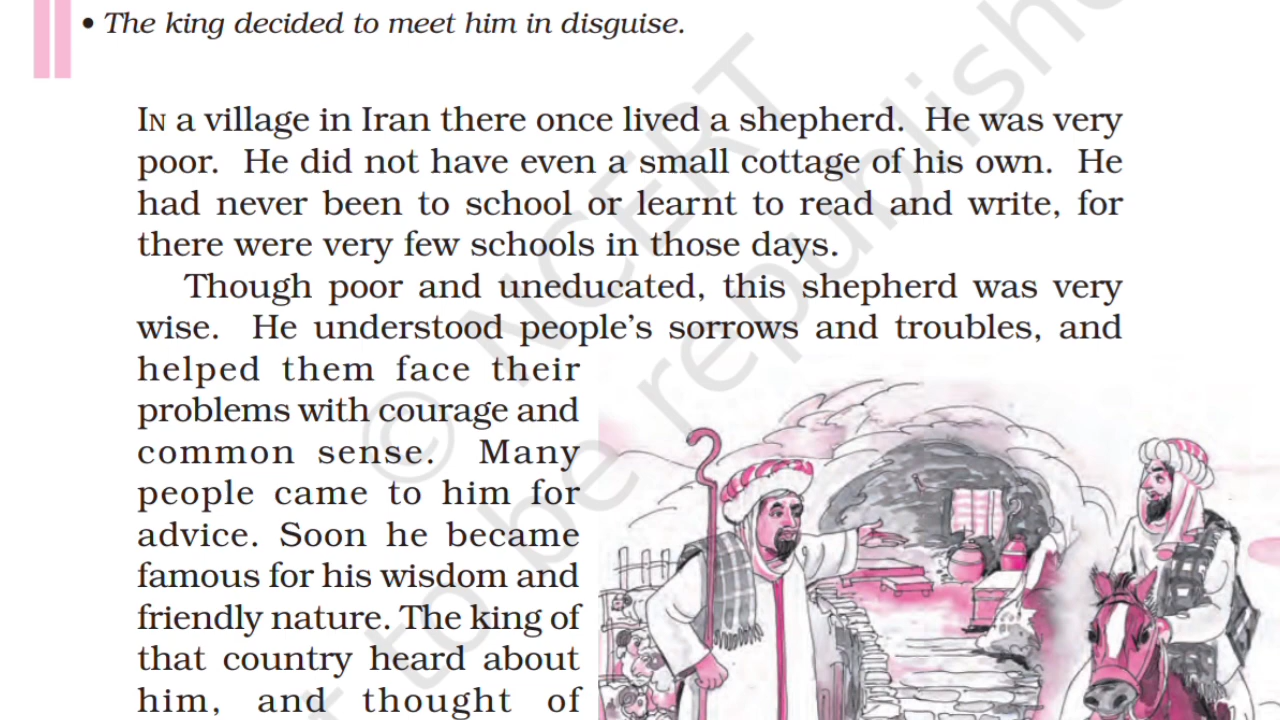 • The king decided to meet him in disguise.
IN a village in Iran there once lived a shepherd. He was very
poor. He did not have even a small cottage of his own. He
had never been to school or learnt to read and write, for
there were very few schools in those days.
Though poor and uneducated, this shepherd was very
wise. He understood people's sorrows and troubles, and
helped them face their
problems with courage and
common sense. Many
people came to him for
advice. Soon he became
famous for his wisdom and
friendly nature. The king of
that country heard about
him, and thought of
© NCERT
to be republishe